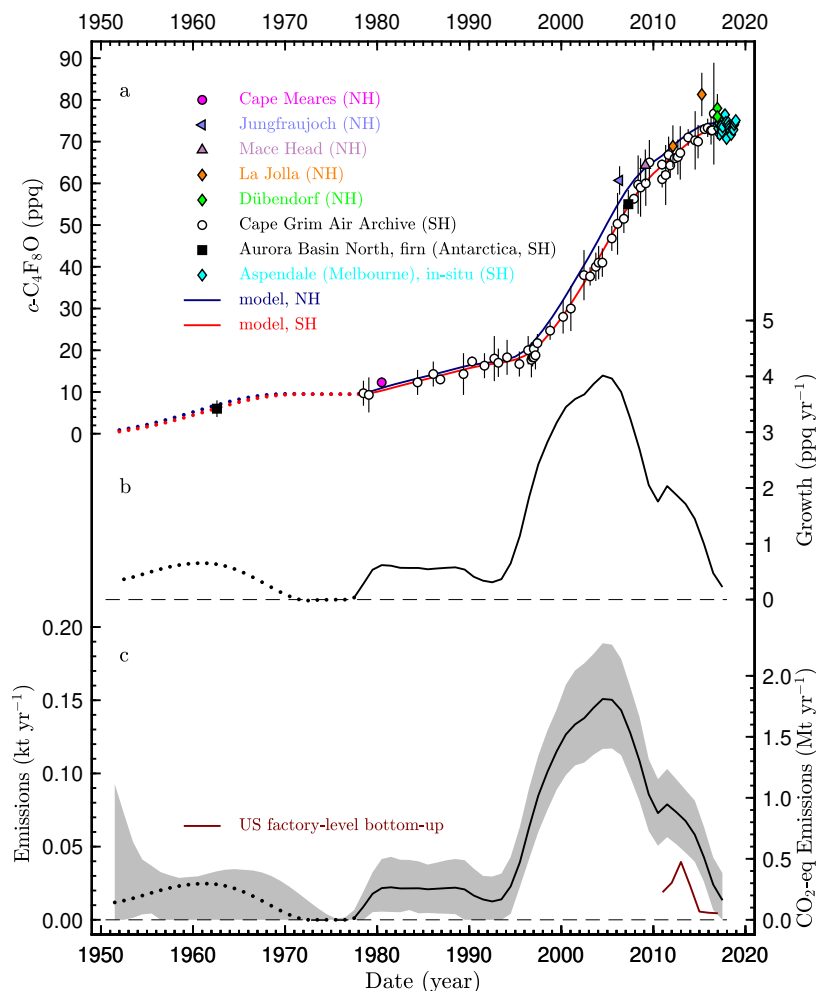 1950 1960 1970 1980 1990 2000 2010 2020
90
80
70
60
50
40
30
20
10
0
c-C₄F₈O (ppq)
a
Cape Meares (NH)
Jungfraujoch (NH)
Mace Head (NH)
La Jolla (NH)
Dübendorf (NH)
Cape Grim Air Archive (SH)
Aurora Basin North, firn (Antarctica, SH)
Aspendale (Melbourne), in-situ (SH)
model, NH
model, SH
b
5
4
3
2
1
0
Growth (ppq yr⁻¹)
c
0.20
0.15
0.10
0.05
0.00
Emissions (kt yr⁻¹)
US factory-level bottom-up
2.0
1.5
1.0
0.5
0.0
CO₂-eq Emissions (Mt yr⁻¹)
1950 1960 1970 1980 1990 2000 2010 2020
Date (year)